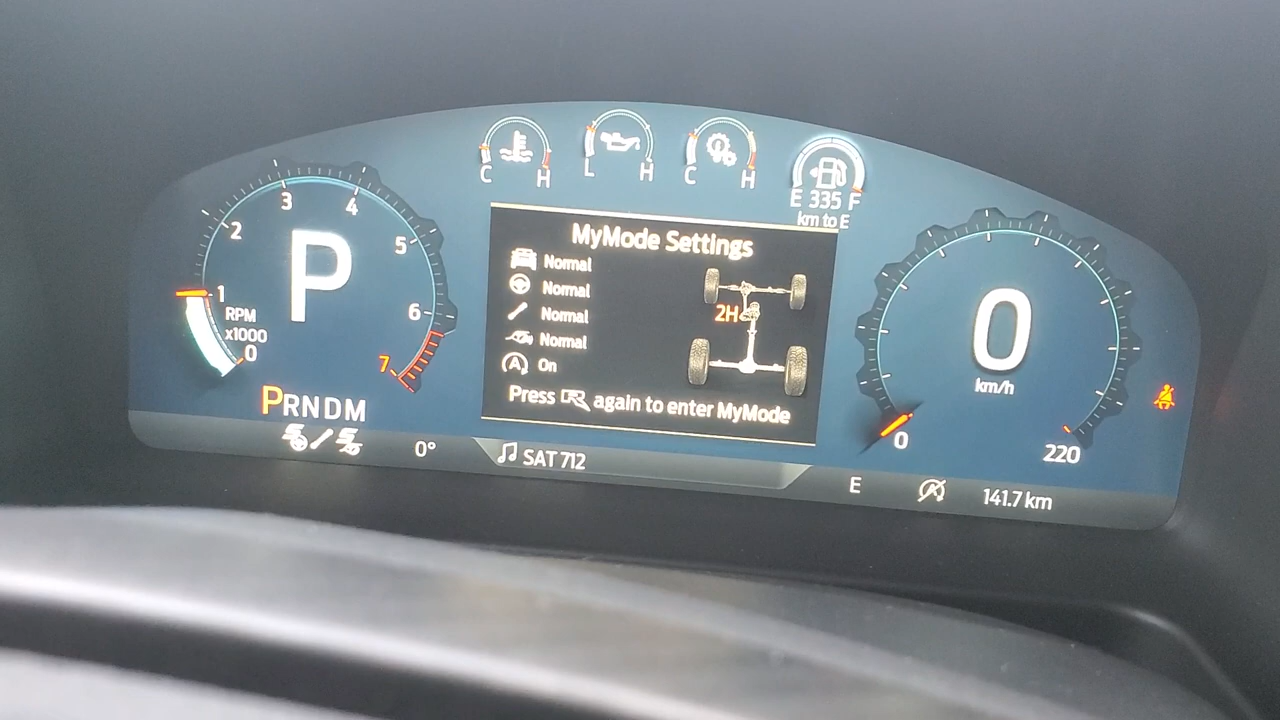 C H
L H
C H
E 335 F
km to E
MyMode Settings
Normal
Normal
Normal
Normal
A On
2H
Press again to enter MyMode
P
0 1 2 3 4 5 6 7
RPM
x1000
PRNDM
0
km/h
0 220
0°
SAT 712
E
A
141.7 km